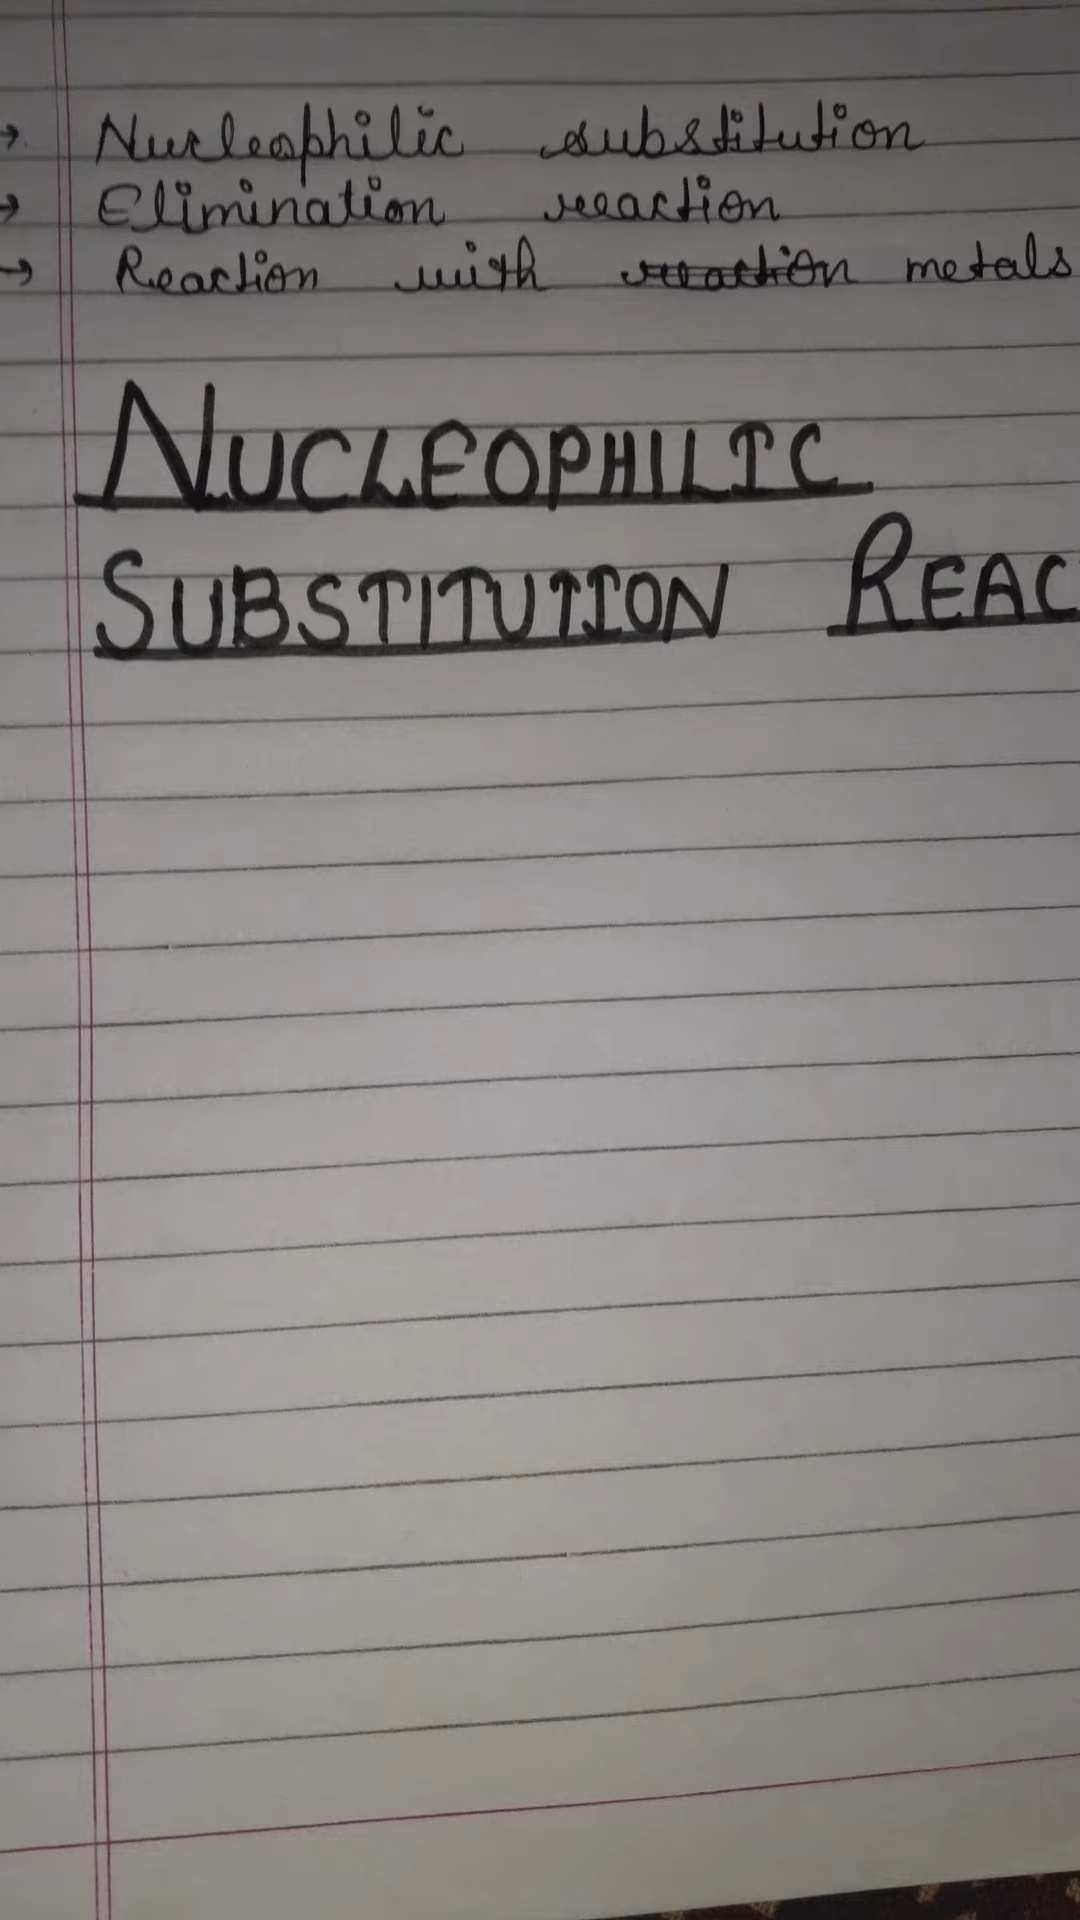 → Nucleophilic substitution
→ Elimination reaction
→ Reaction with reaction metals
NUCLEOPHILIC
SUBSTITUTION REAC